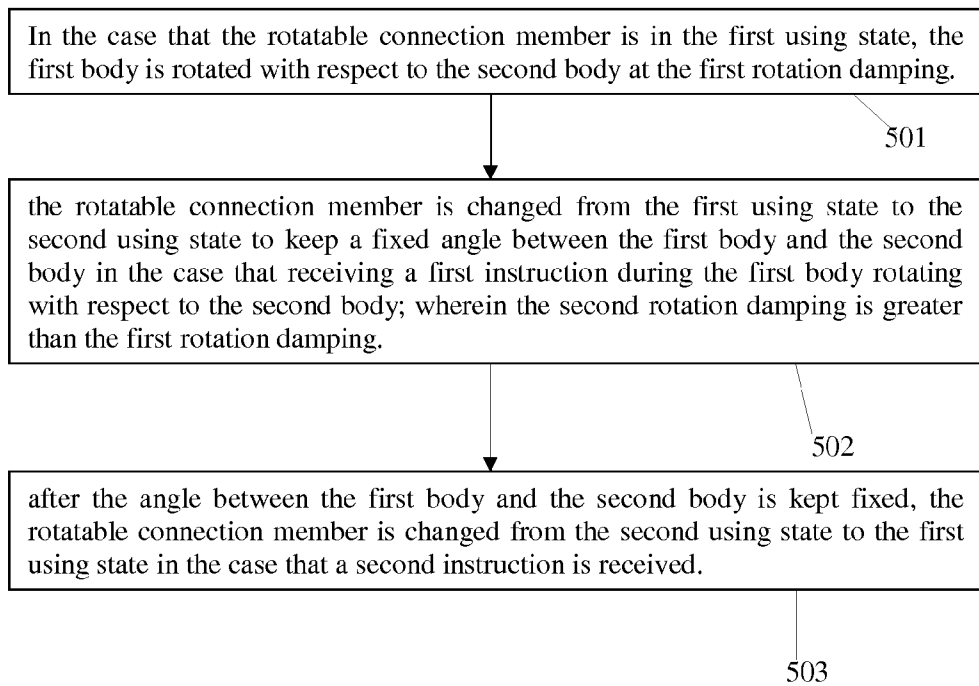 In the case that the rotatable connection member is in the first using state, the
first body is rotated with respect to the second body at the first rotation damping.
501
the rotatable connection member is changed from the first using state to the
second using state to keep a fixed angle between the first body and the second
body in the case that receiving a first instruction during the first body rotating
with respect to the second body; wherein the second rotation damping is greater
than the first rotation damping.
502
after the angle between the first body and the second body is kept fixed, the
rotatable connection member is changed from the second using state to the first
using state in the case that a second instruction is received.
503